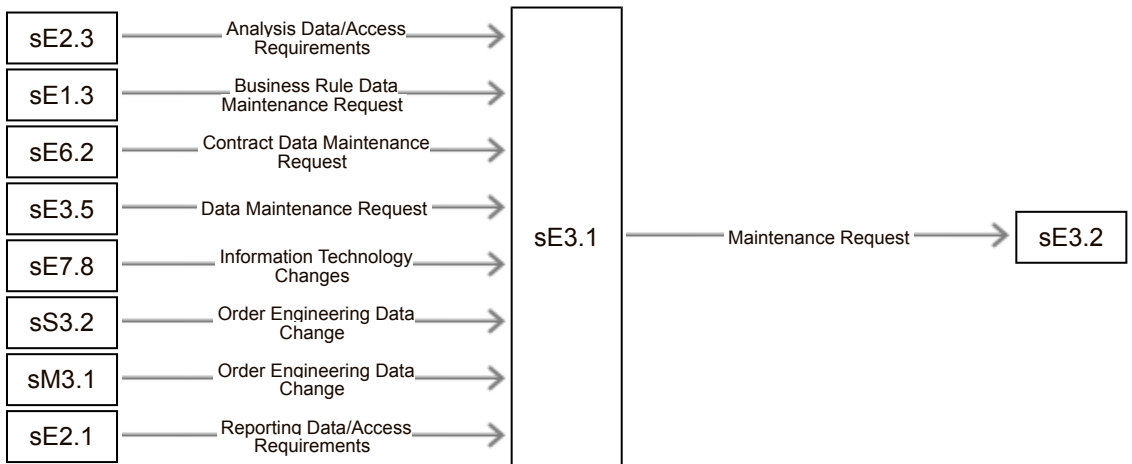 sE2.3
Analysis Data/Access
Requirements
sE1.3
Business Rule Data
Maintenance Request
sE6.2
Contract Data Maintenance
Request
sE3.5
Data Maintenance Request
sE7.8
Information Technology
Changes
sS3.2
Order Engineering Data
Change
sM3.1
Order Engineering Data
Change
sE2.1
Reporting Data/Access
Requirements
sE3.1
Maintenance Request
sE3.2